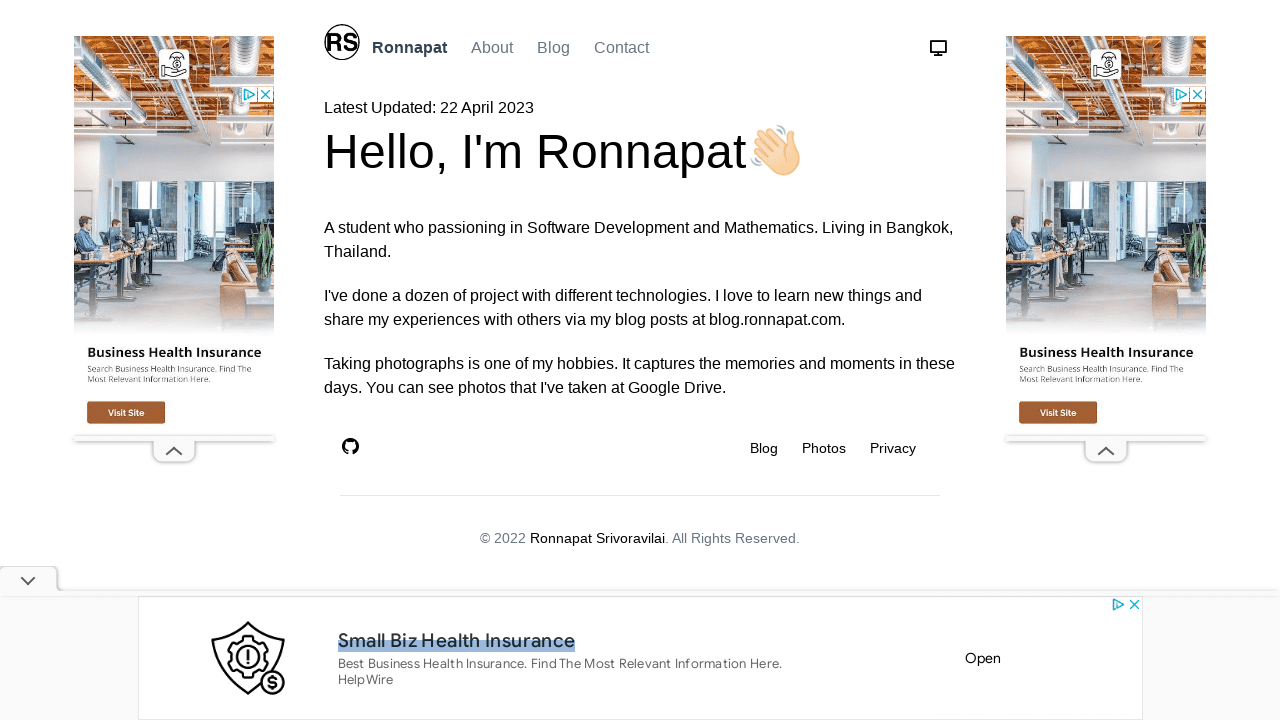 RS
Ronnapat About Blog Contact
Latest Updated: 22 April 2023
Hello, I'm Ronnapat👋🏼
A student who passioning in Software Development and Mathematics. Living in Bangkok,
Thailand.
I've done a dozen of project with different technologies. I love to learn new things and
share my experiences with others via my blog posts at blog.ronnapat.com.
Taking photographs is one of my hobbies. It captures the memories and moments in these
days. You can see photos that I've taken at Google Drive.
Blog Photos Privacy
© 2022 Ronnapat Srivoravilai. All Rights Reserved.
Business Health Insurance
Search Business Health Insurance. Find The
Most Relevant Information Here.
Visit Site
Business Health Insurance
Search Business Health Insurance. Find The
Most Relevant Information Here.
Visit Site
Small Biz Health Insurance
Best Business Health Insurance. Find The Most Relevant Information Here.
HelpWire
Open